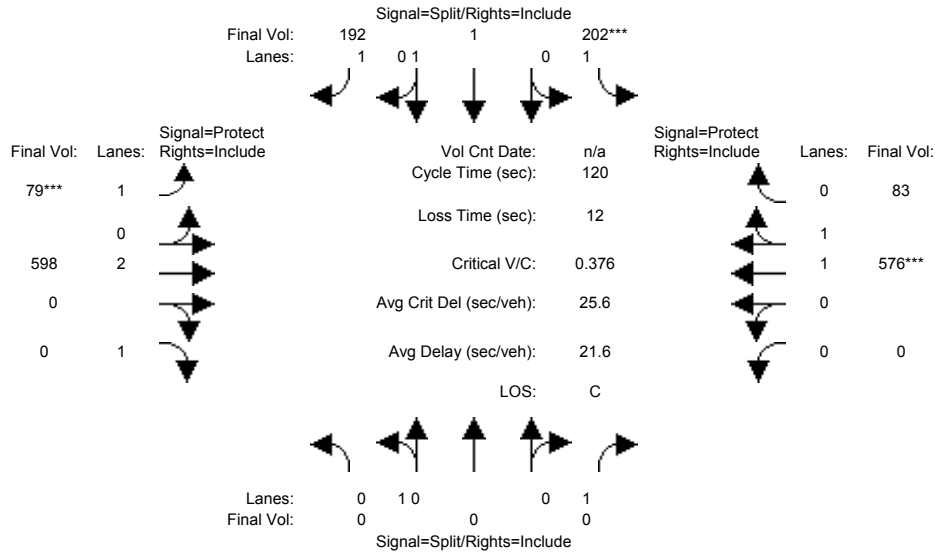 Signal=Split/Rights=Include
Final Vol: 192 1 202***
Lanes: 1 0 1 0 1
Signal=Protect
Final Vol: Lanes: Rights=Include
Vol Cnt Date: n/a
Signal=Protect
Rights=Include Lanes: Final Vol:
Cycle Time (sec): 120
79*** 1
0 83
Loss Time (sec): 12
0
1
598 2
Critical V/C: 0.376
1 576***
0
Avg Crit Del (sec/veh): 25.6
0
0 1
Avg Delay (sec/veh): 21.6
0 0
LOS: C
Lanes: 0 1 0 0 1
Final Vol: 0 0 0
Signal=Split/Rights=Include